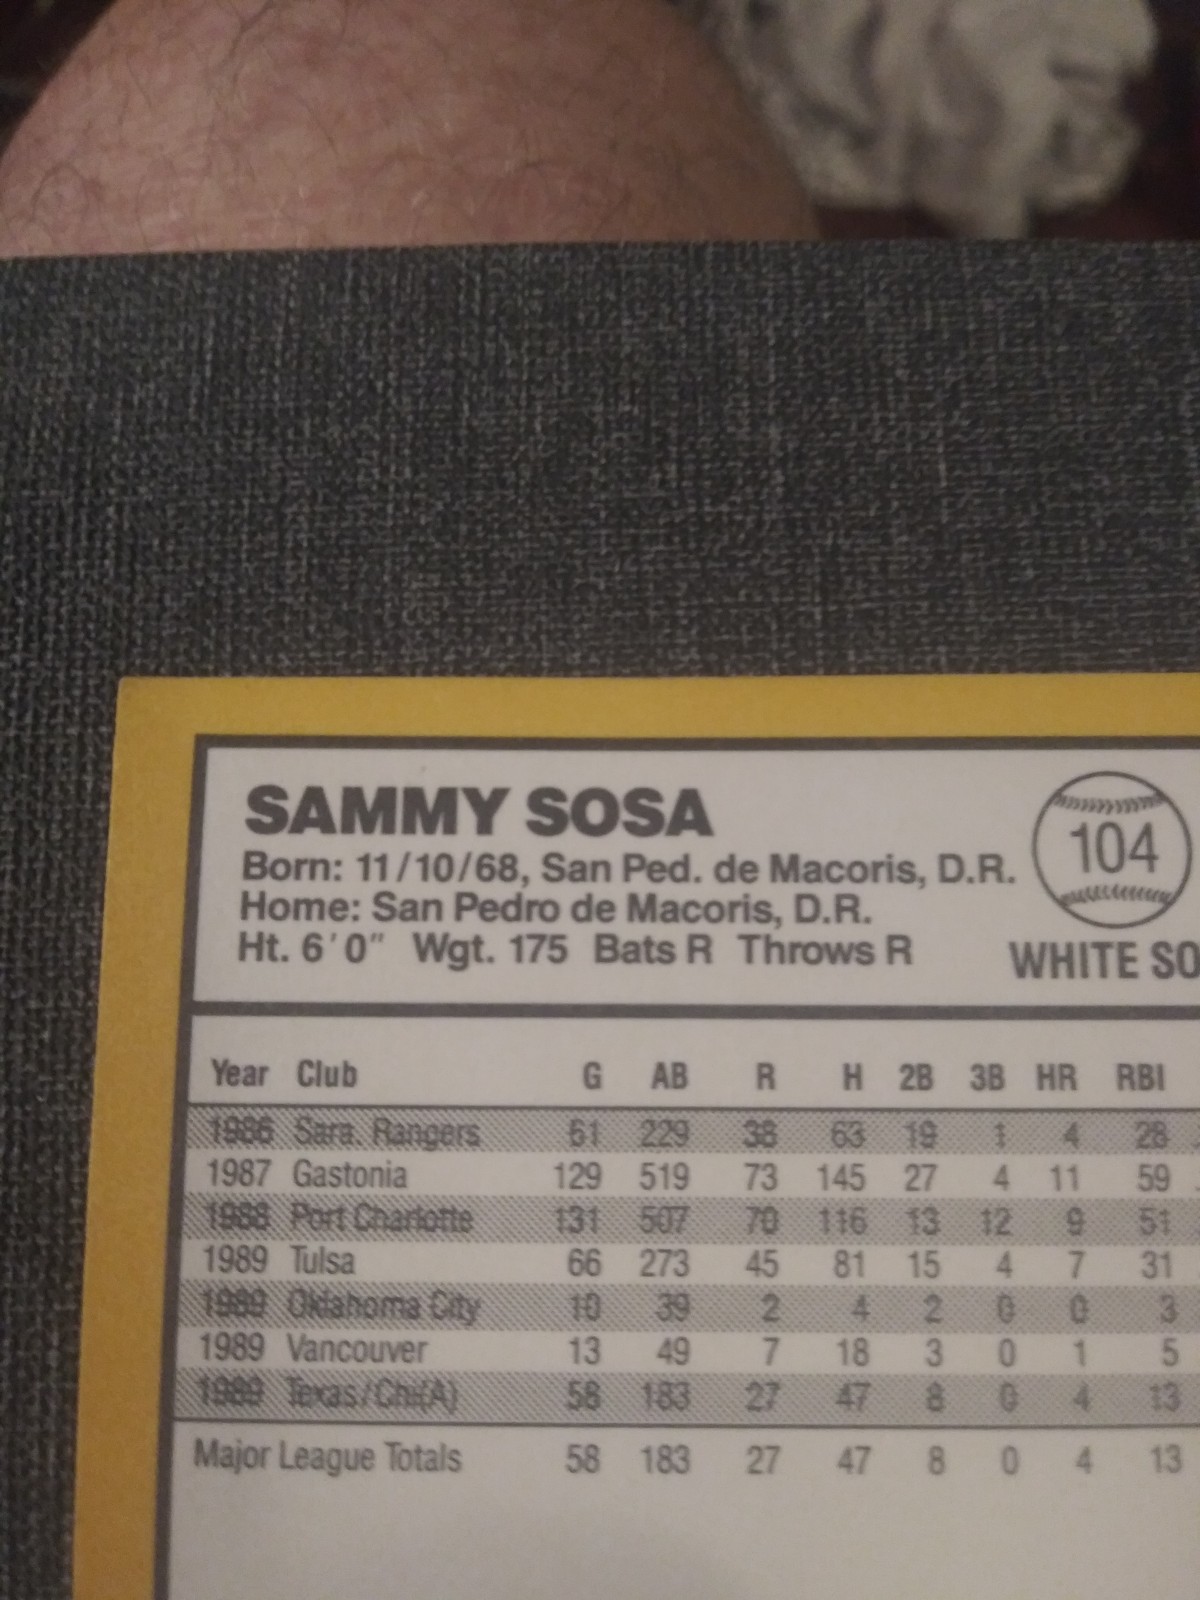 SAMMY SOSA
Born: 11/10/68, San Ped. de Macoris, D.R.
Home: San Pedro de Macoris, D.R.
Ht. 6'0" Wgt. 175 Bats R Throws R
104
WHITE SO
Year Club G AB R H 2B 3B HR RBI
1986 Sara. Rangers 61 229 38 63 19 1 4 28
1987 Gastonia 129 519 73 145 27 4 11 59
1988 Port Charlotte 131 507 70 116 13 12 9 51
1989 Tulsa 66 273 45 81 15 4 7 31
1989 Oklahoma City 10 39 2 4 2 0 0 3
1989 Vancouver 13 49 7 18 3 0 1 5
1989 Texas/Chi(A) 58 183 27 47 8 0 4 13
Major League Totals 58 183 27 47 8 0 4 13